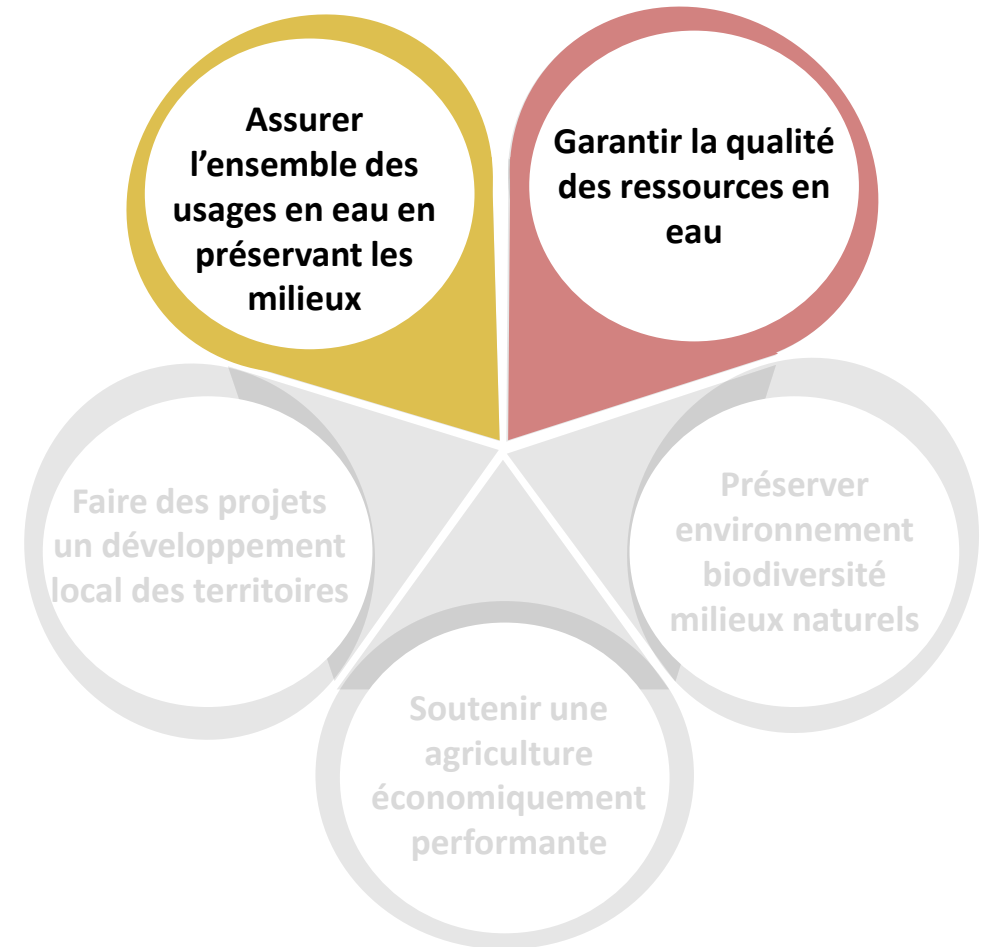 Assurer
l’ensemble des
usages en eau en
préservant les
milieux
Garantir la qualité
des ressources en
eau
Faire des projets
un développement
local des territoires
Préserver
environnement
biodiversité
milieux naturels
Soutenir une
agriculture
économiquement
performante